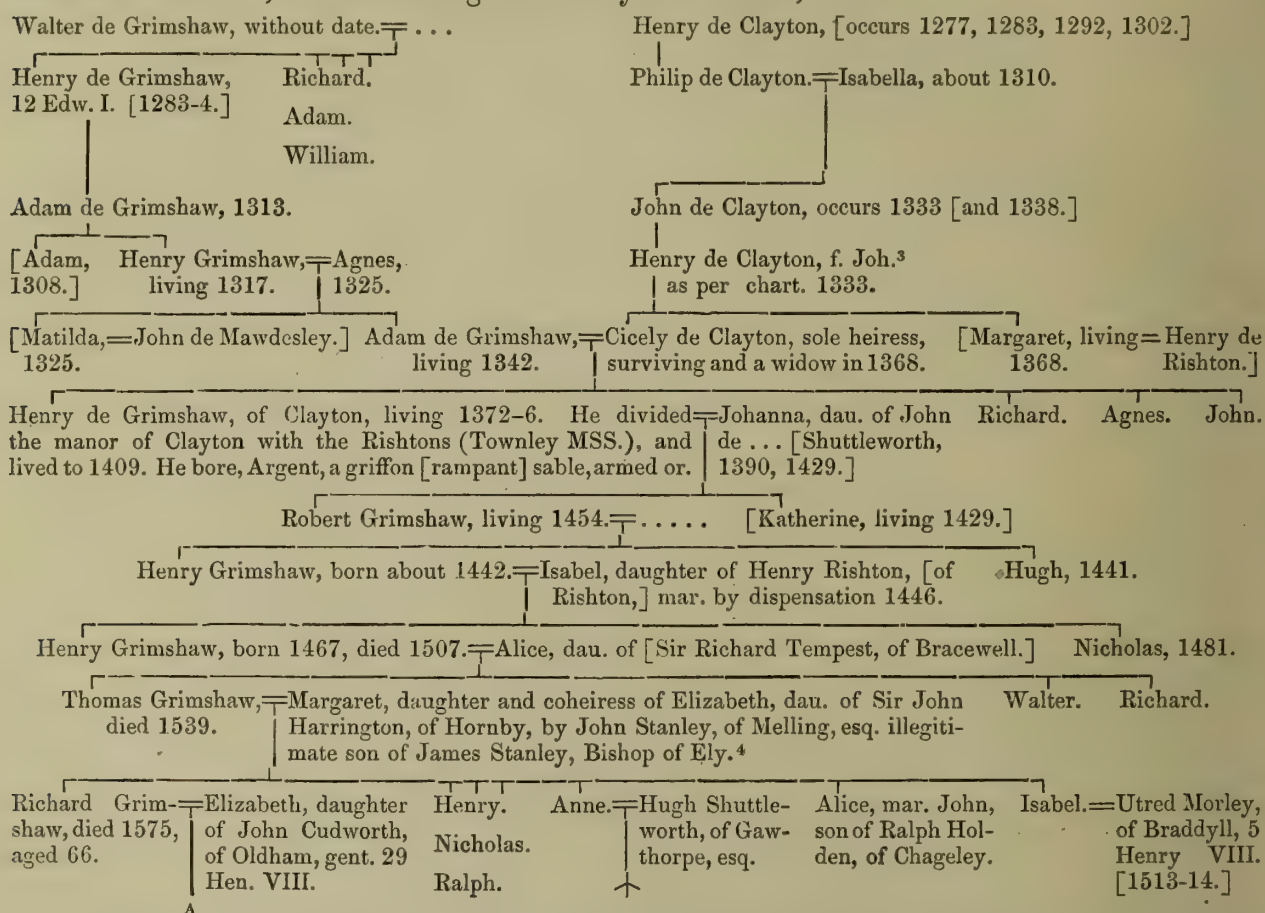 Walter de Grimshaw, without date.=. . .
Henry de Clayton, [occurs 1277, 1283, 1292, 1302.]
Henry de Grimshaw,
12 Edw. I. [1283-4.]
Richard.
Adam.
William.
Philip de Clayton.=Isabella, about 1310.
Adam de Grimshaw, 1313.
John de Clayton, occurs 1333 [and 1338.]
[Adam,
1308.]
Henry Grimshaw,=Agnes,
living 1317. 1325.
Henry de Clayton, f. Joh.³
as per chart. 1333.
[Matilda,=John de Mawdesley.]
1325.
Adam de Grimshaw,=Cicely de Clayton, sole heiress,
living 1342. surviving and a widow in 1368.
[Margaret, living=Henry de
1368. Rishton.]
Henry de Grimshaw, of Clayton, living 1372-6. He divided
the manor of Clayton with the Rishtons (Townley MSS.), and
lived to 1409. He bore, Argent, a griffon [rampant] sable, armed or.
=Johanna, dau. of John
de ... [Shuttleworth,
1390, 1429.]
Richard. Agnes. John.
Robert Grimshaw, living 1454.=. . . . . [Katherine, living 1429.]
Henry Grimshaw, born about 1442.=Isabel, daughter of Henry Rishton, [of
Rishton,] mar. by dispensation 1446.
Hugh, 1441.
Henry Grimshaw, born 1467, died 1507.=Alice, dau. of [Sir Richard Tempest, of Bracewell.] Nicholas, 1481.
Thomas Grimshaw,
died 1539.
=Margaret, daughter and coheiress of Elizabeth, dau. of Sir John
Harrington, of Hornby, by John Stanley, of Melling, esq. illegiti-
mate son of James Stanley, Bishop of Ely.⁴
Walter. Richard.
Richard Grim-
shaw, died 1575,
aged 66.
=Elizabeth, daughter
of John Cudworth,
of Oldham, gent. 29
Hen. VIII.
Henry.
Nicholas.
Ralph.
Anne.=Hugh Shuttle-
worth, of Gaw-
thorpe, esq.
Alice, mar. John,
son of Ralph Hol-
den, of Chageley.
Isabel.=Utred Morley,
of Braddyll, 5
Henry VIII.
[1513-14.]
A